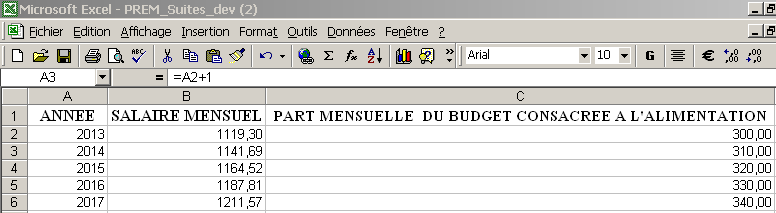 Microsoft Excel - PREM_Suites_dev (2)
Fichier Edition Affichage Insertion Format Outils Données Fenêtre ?
Arial 10 G €
A3 = =A2+1
A B C
1 ANNEE SALAIRE MENSUEL PART MENSUELLE DU BUDGET CONSACREE A L'ALIMENTATION
2 2013 1119,30 300,00
3 2014 1141,69 310,00
4 2015 1164,52 320,00
5 2016 1187,81 330,00
6 2017 1211,57 340,00